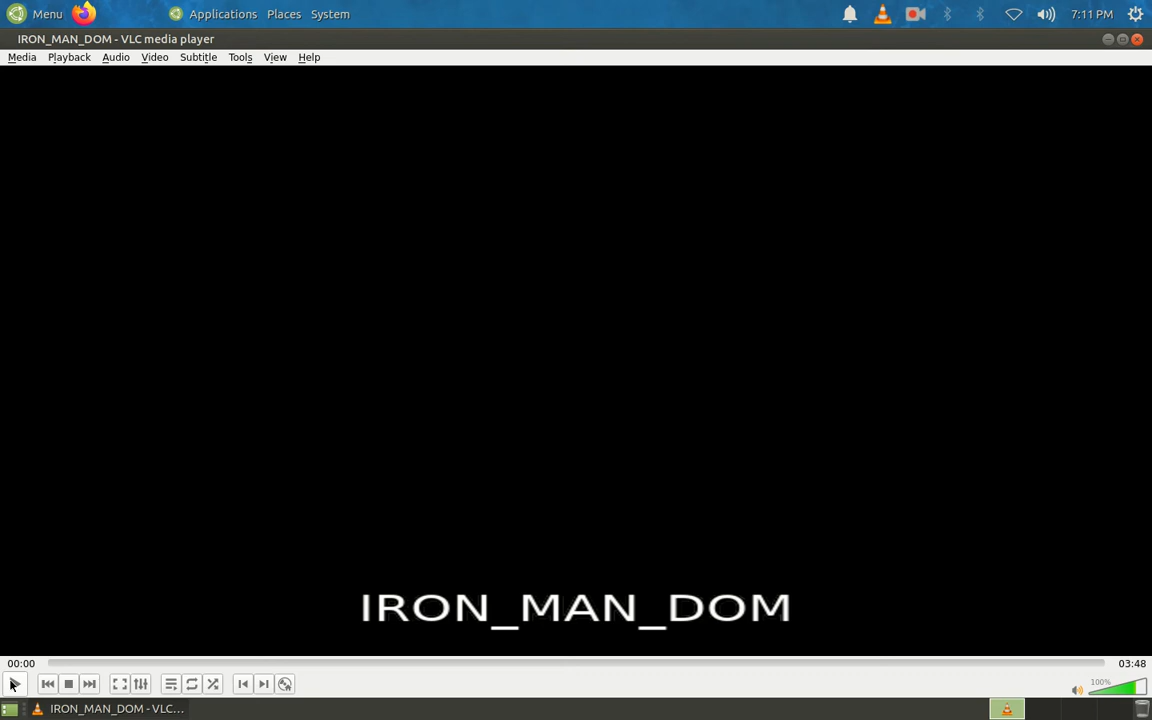 Menu Applications Places System 7:11 PM
IRON_MAN_DOM - VLC media player
Media Playback Audio Video Subtitle Tools View Help
IRON_MAN_DOM
00:00 03:48
100%
IRON_MAN_DOM - VLC...